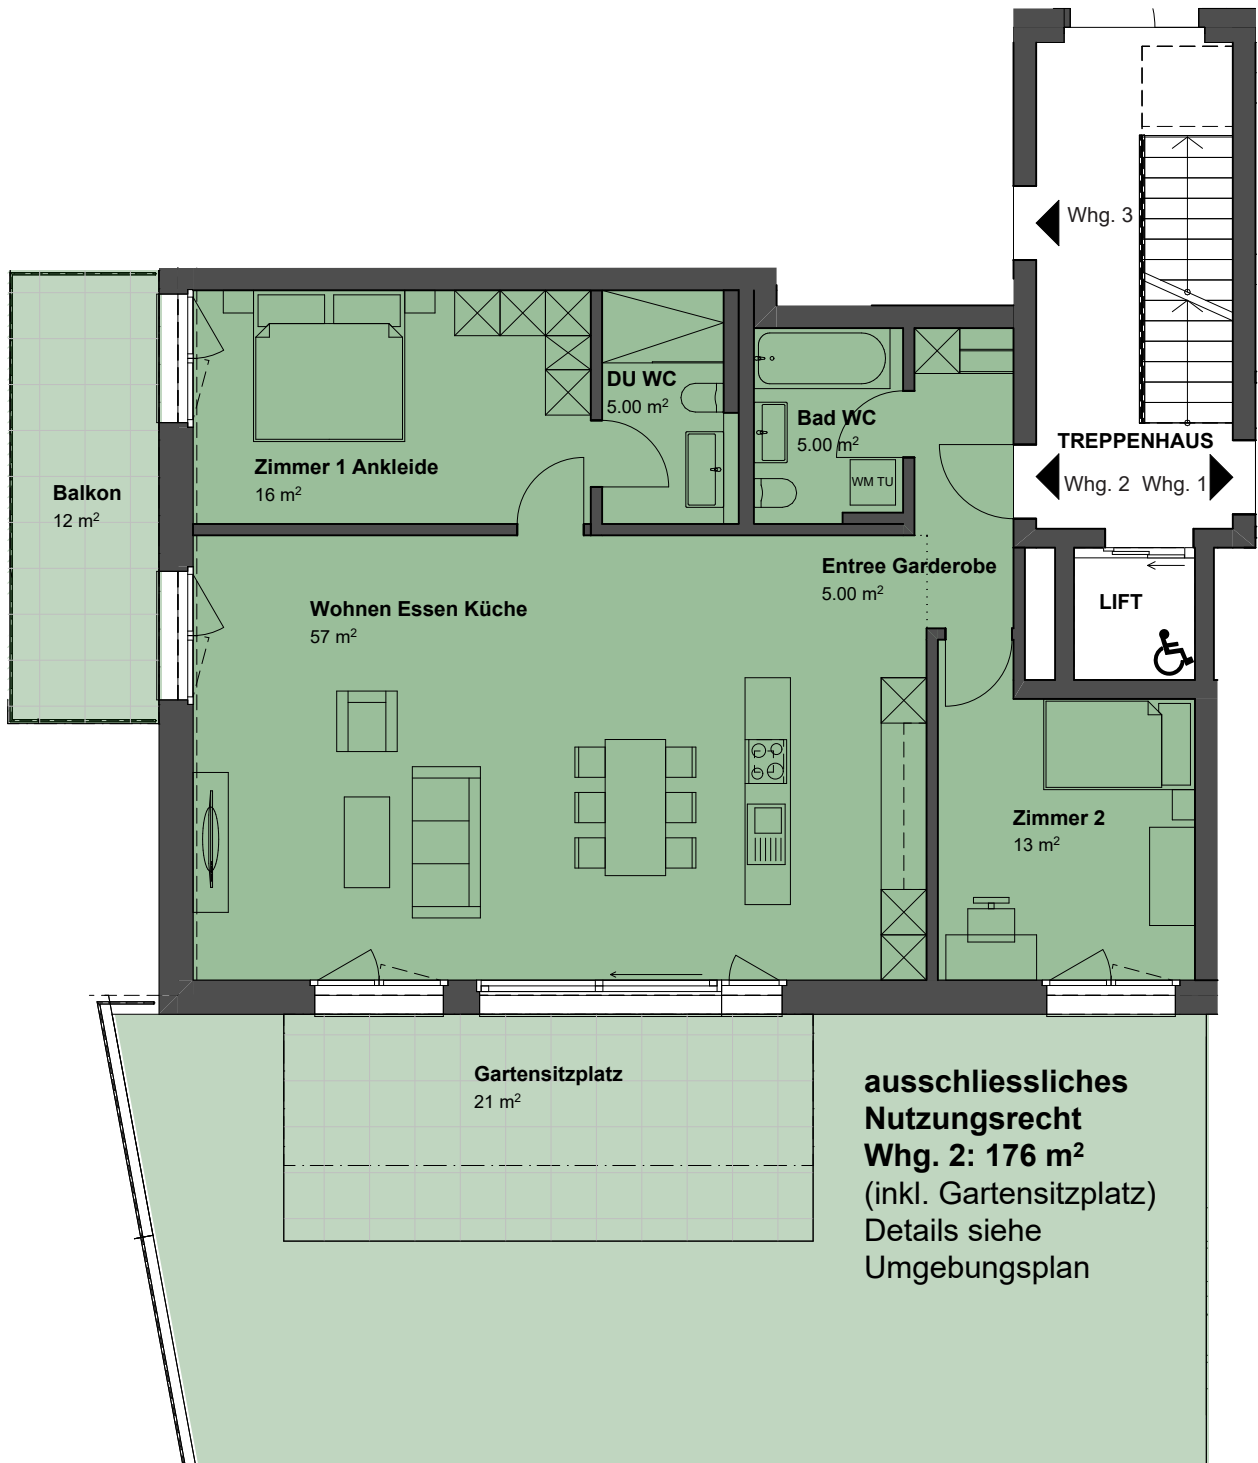 Whg. 3
DU WC
5.00 m²
Bad WC
5.00 m²
WM TU
TREPPENHAUS
Whg. 2
Whg. 1
Zimmer 1 Ankleide
16 m²
Balkon
12 m²
Entree Garderobe
5.00 m²
LIFT
Wohnen Essen Küche
57 m²
Zimmer 2
13 m²
Gartensitzplatz
21 m²
ausschliessliches
Nutzungsrecht
Whg. 2: 176 m²
(inkl. Gartensitzplatz)
Details siehe
Umgebungsplan